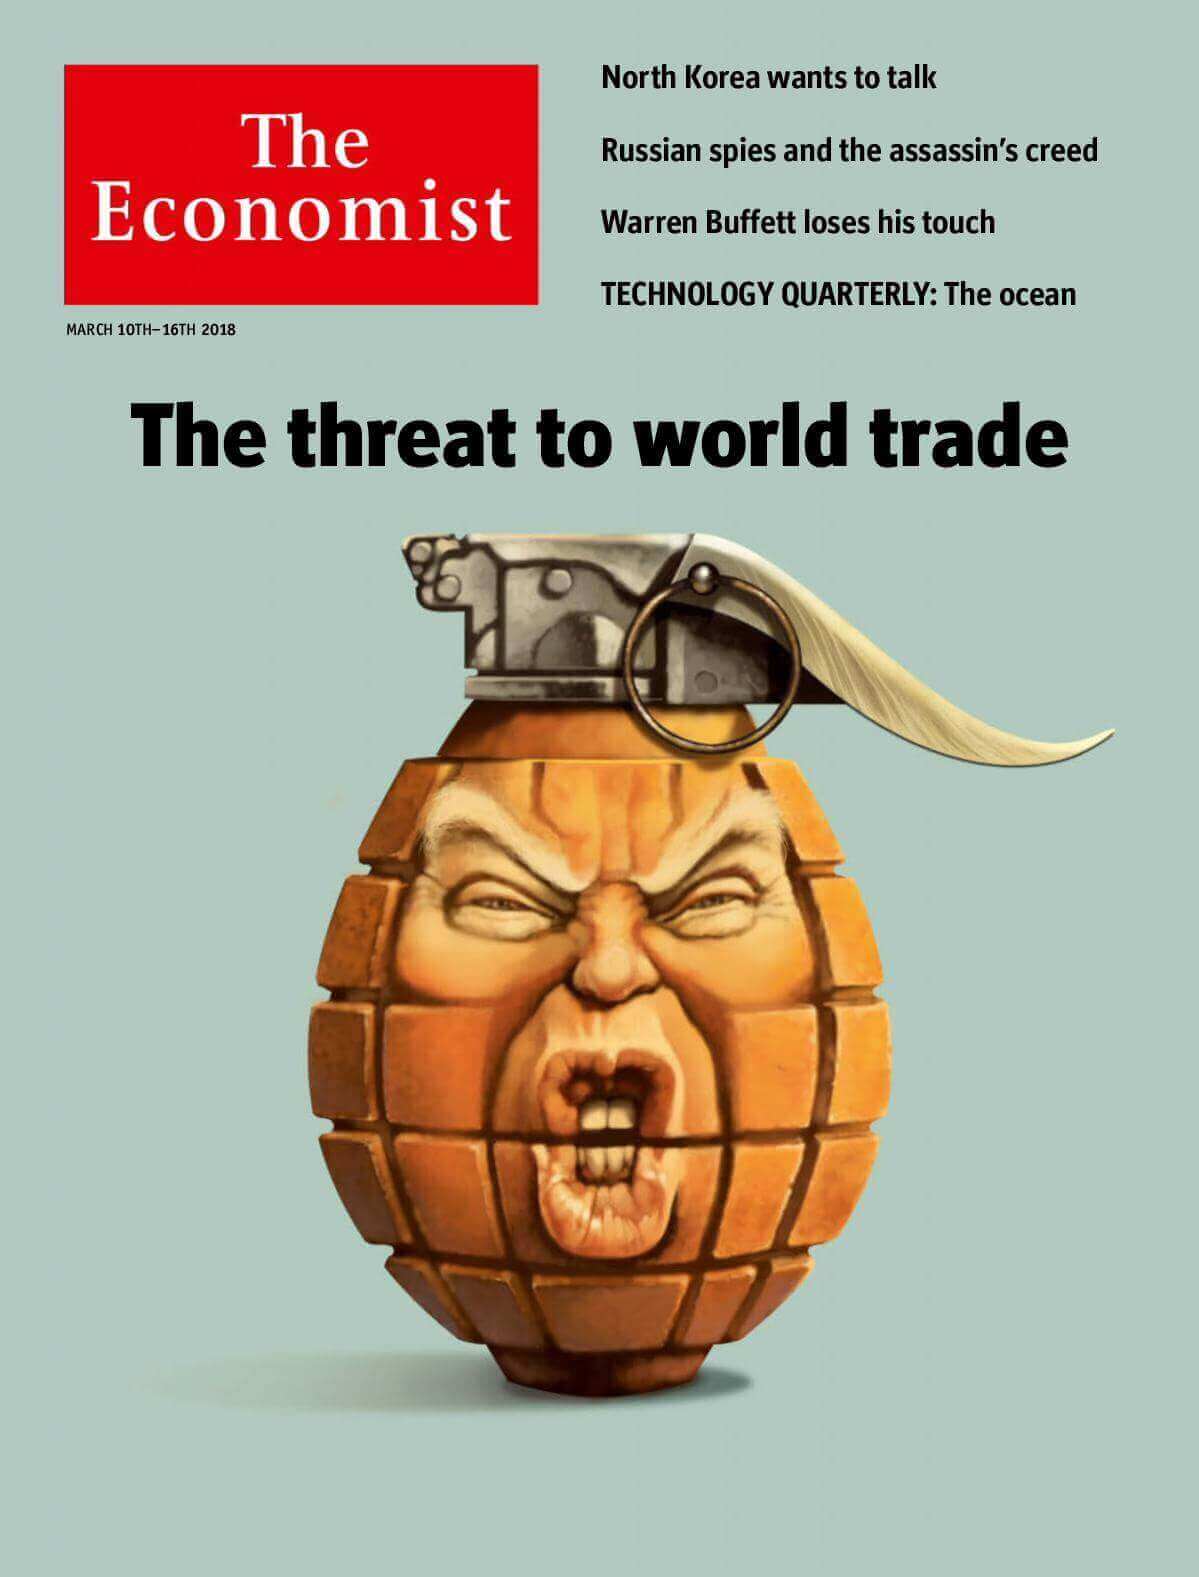 The
Economist
MARCH 10TH–16TH 2018
North Korea wants to talk
Russian spies and the assassin’s creed
Warren Buffett loses his touch
TECHNOLOGY QUARTERLY: The ocean
The threat to world trade